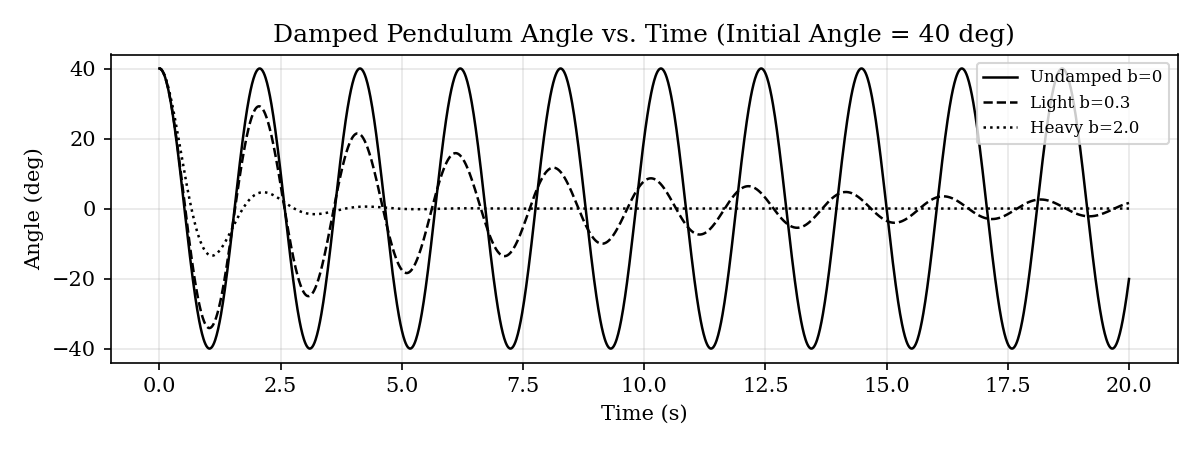 Damped Pendulum Angle vs. Time (Initial Angle = 40 deg)
Undamped b=0
Light b=0.3
Heavy b=2.0
Angle (deg)
40
20
0
−20
−40
0.0 2.5 5.0 7.5 10.0 12.5 15.0 17.5 20.0
Time (s)